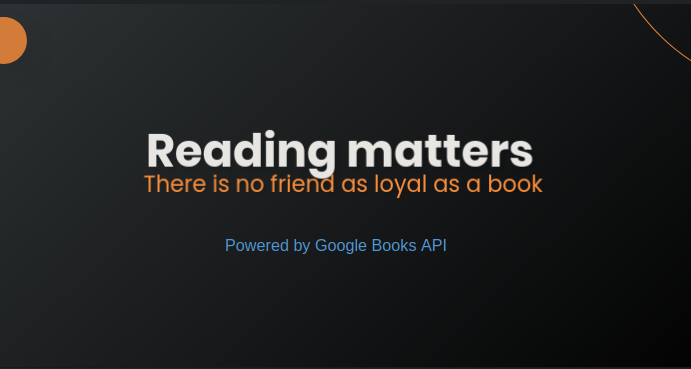 Reading matters
There is no friend as loyal as a book
Powered by Google Books API